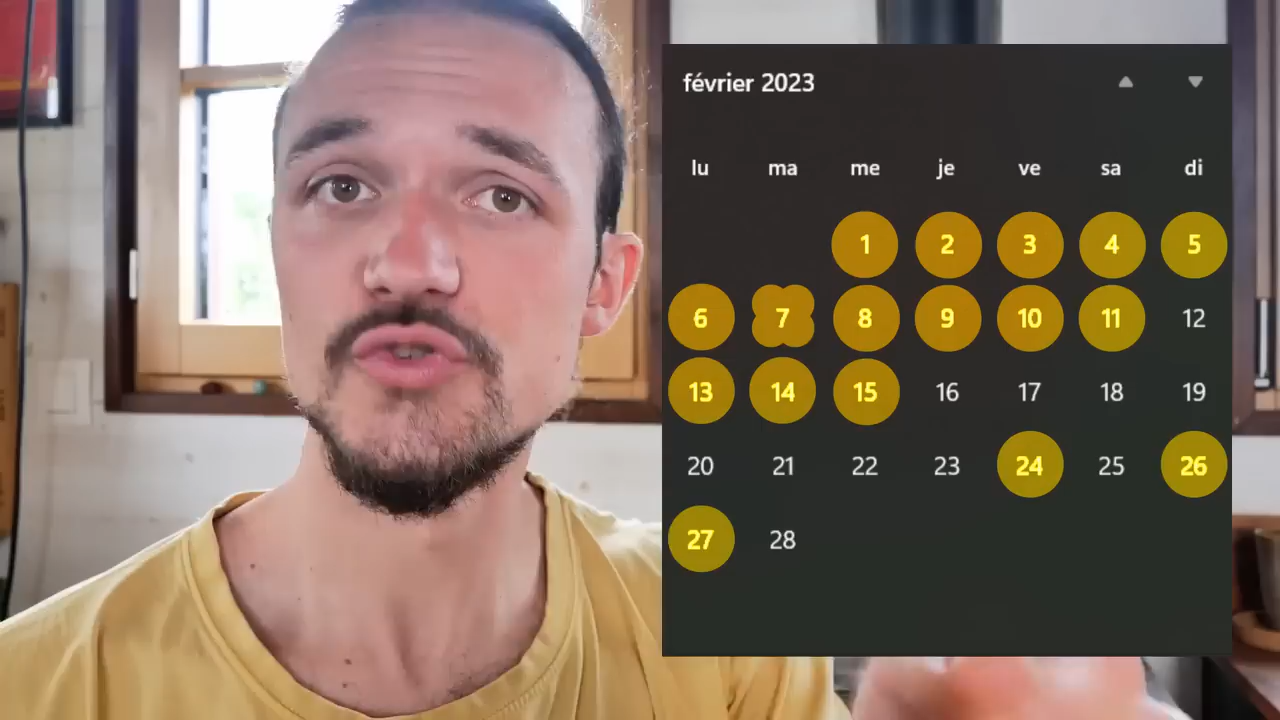 février 2023
lu ma me je ve sa di
1 2 3 4 5
6 7 8 9 10 11 12
13 14 15 16 17 18 19
20 21 22 23 24 25 26
27 28